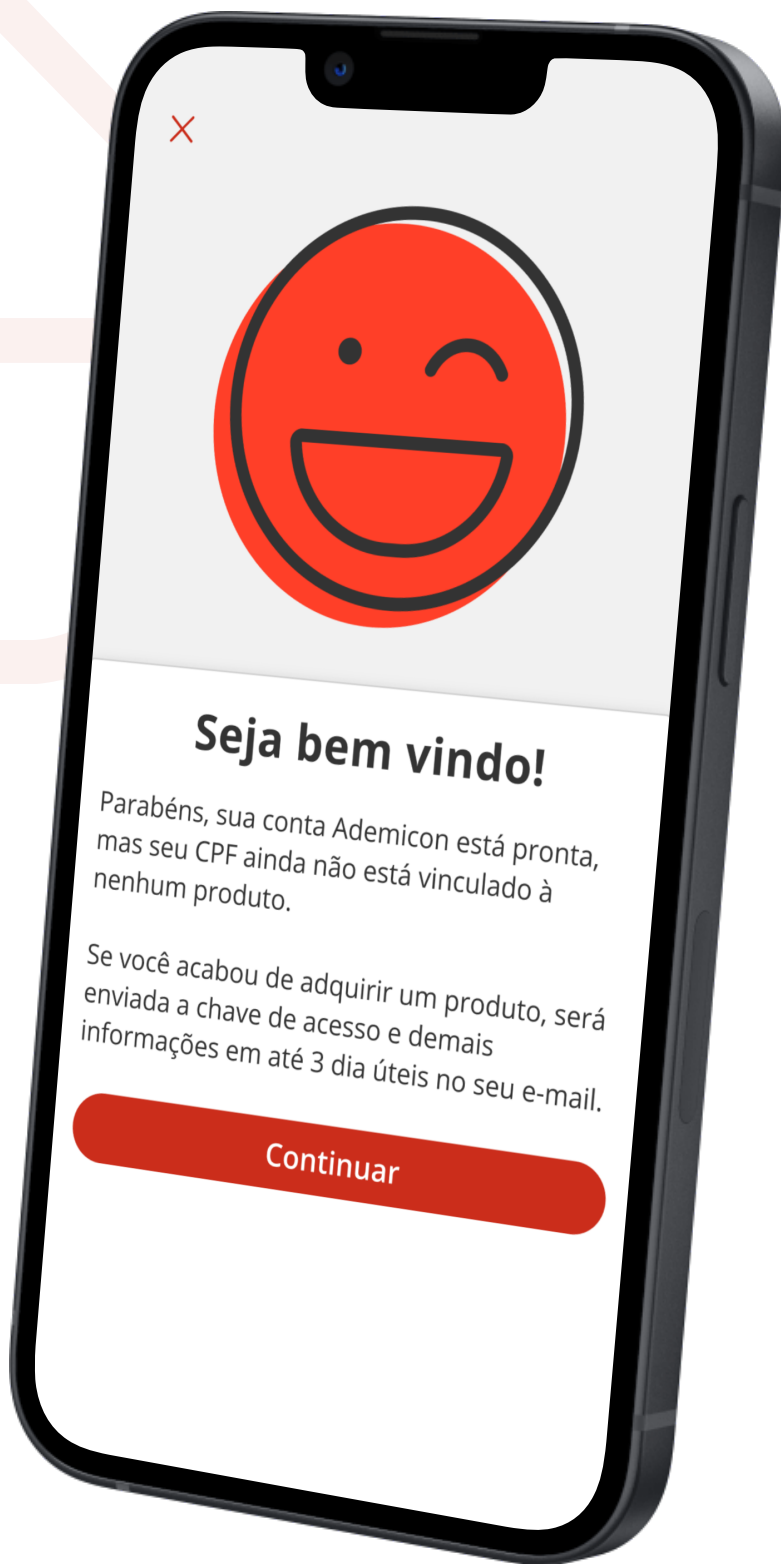 Seja bem vindo!
Parabéns, sua conta Ademicon está pronta,
mas seu CPF ainda não está vinculado à
nenhum produto.
Se você acabou de adquirir um produto, será
enviada a chave de acesso e demais
informações em até 3 dia úteis no seu e-mail.
Continuar